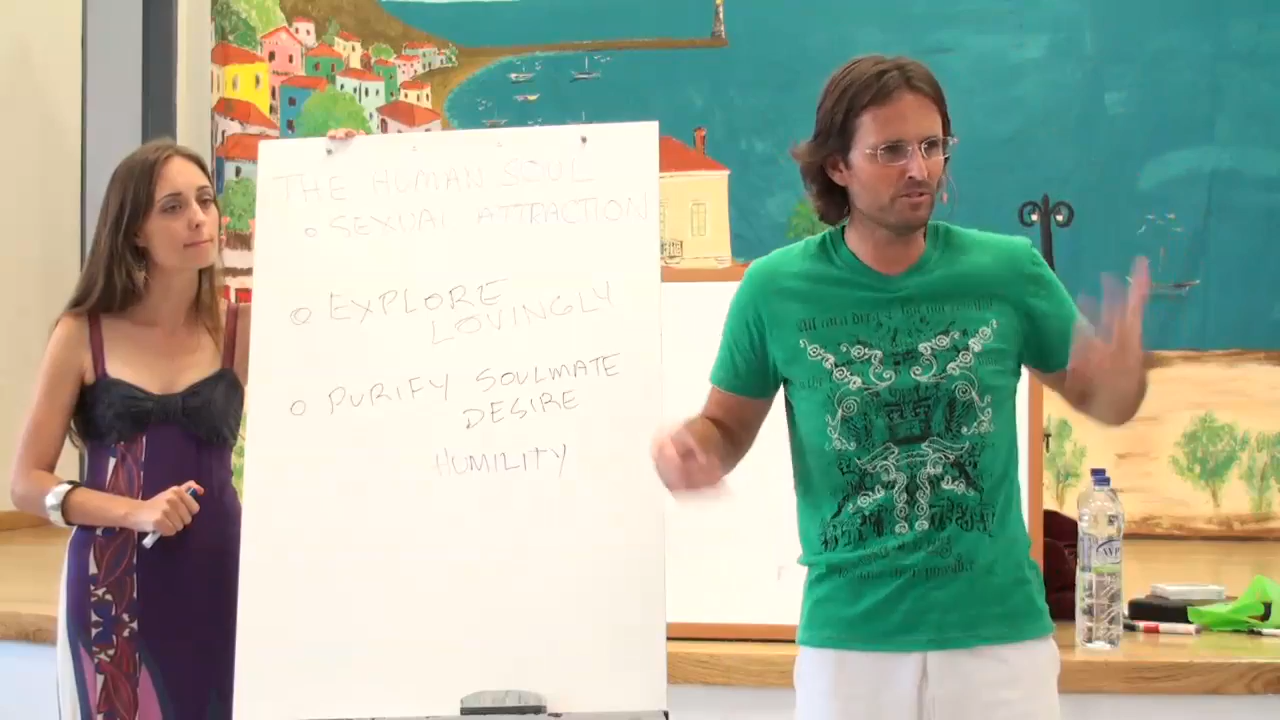 THE HUMAN SOUL
o SEXUAL ATTRACTION
o EXPLORE
LOVINGLY
o PURIFY SOULMATE
DESIRE
HUMILITY